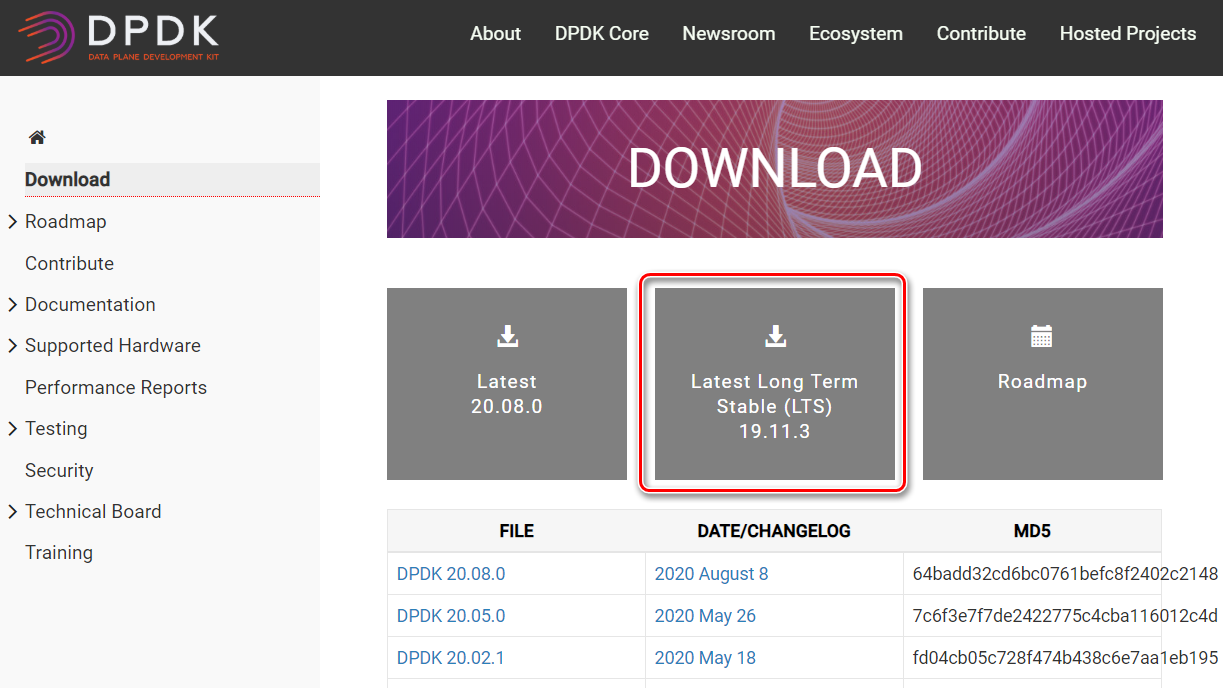 DPDK
DATA PLANE DEVELOPMENT KIT
About DPDK Core Newsroom Ecosystem Contribute Hosted Projects
Download
Roadmap
Contribute
Documentation
Supported Hardware
Performance Reports
Testing
Security
Technical Board
Training
DOWNLOAD
Latest
20.08.0
Latest Long Term
Stable (LTS)
19.11.3
Roadmap
FILE DATE/CHANGELOG MD5
DPDK 20.08.0 2020 August 8 64badd32cd6bc0761befc8f2402c2148
DPDK 20.05.0 2020 May 26 7c6f3e7f7de2422775c4cba116012c4d
DPDK 20.02.1 2020 May 18 fd04cb05c728f474b438c6e7aa1eb195